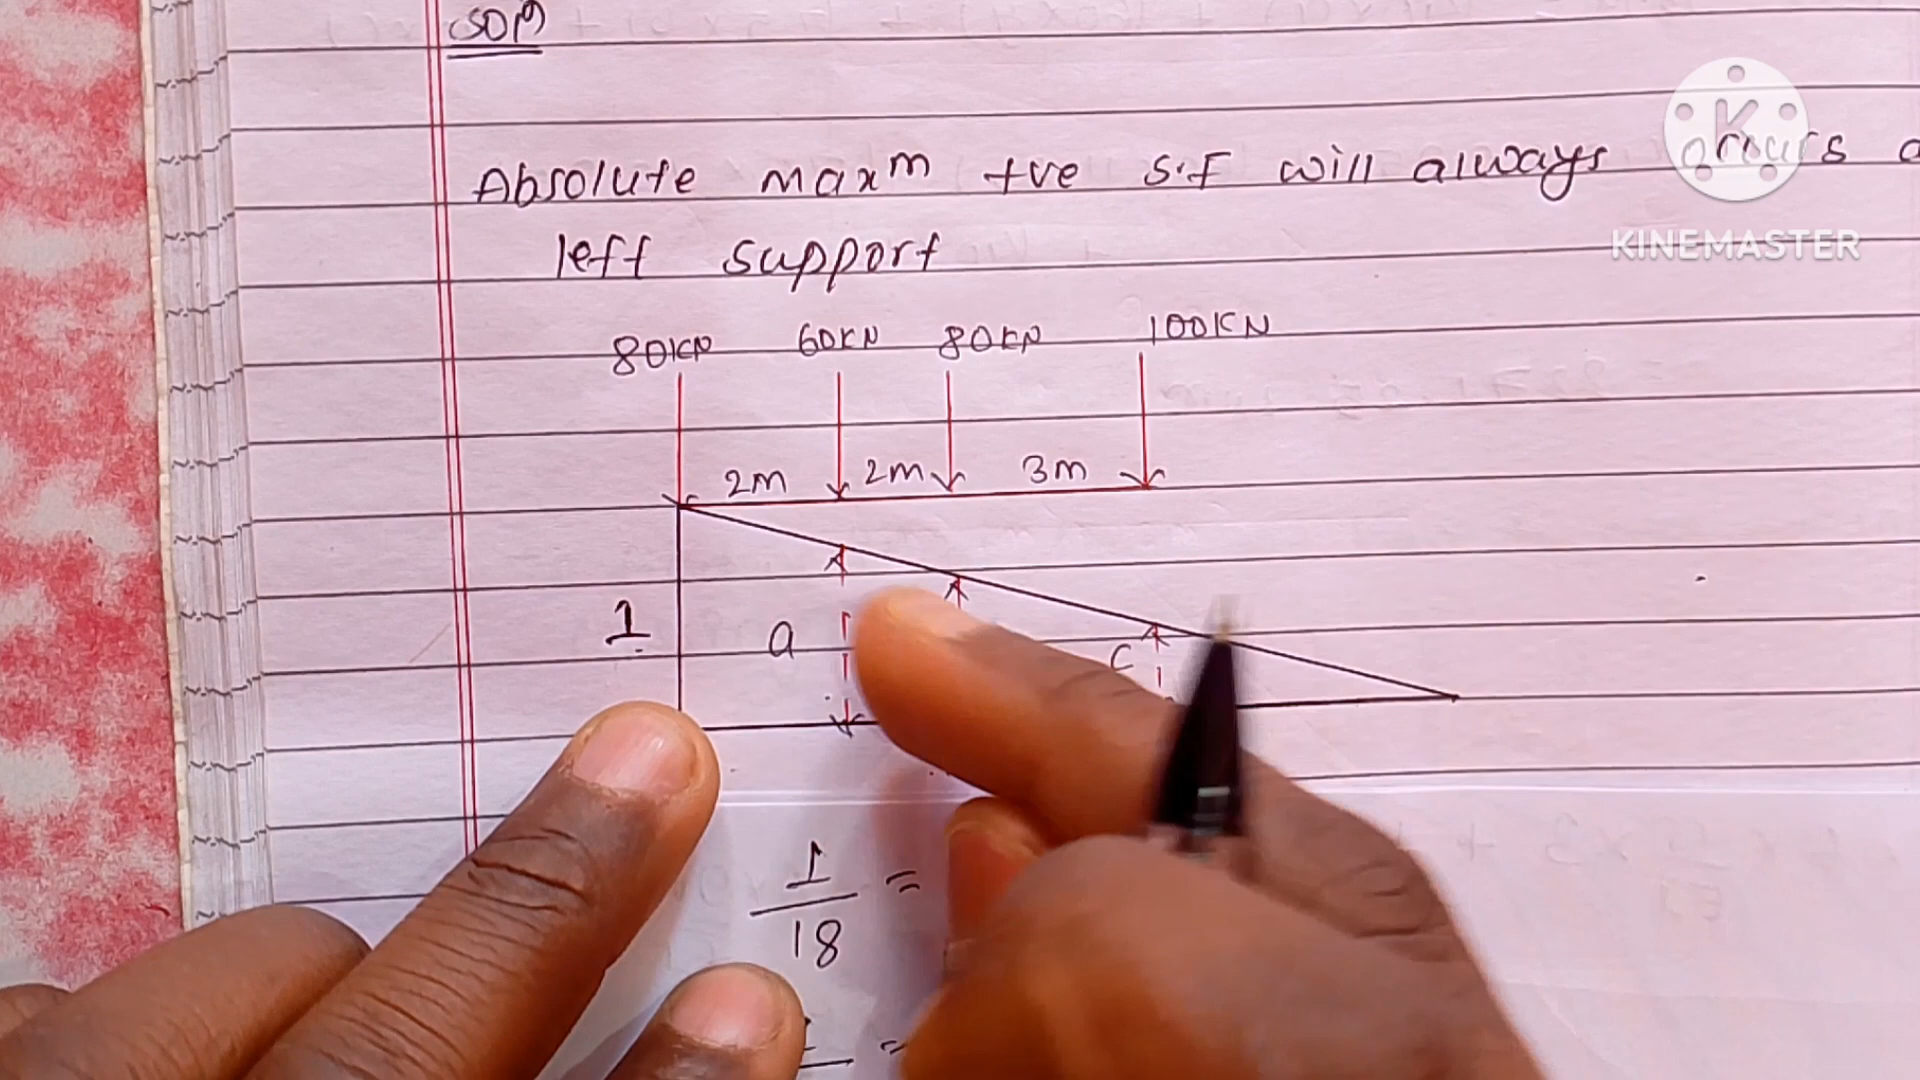 Soln
Absolute maxm +ve S.F will always occurs a
left support
80KN 60KN 80KN 100KN
2m 2m 3m
1 a c
1/18 =
=
KINEMASTER